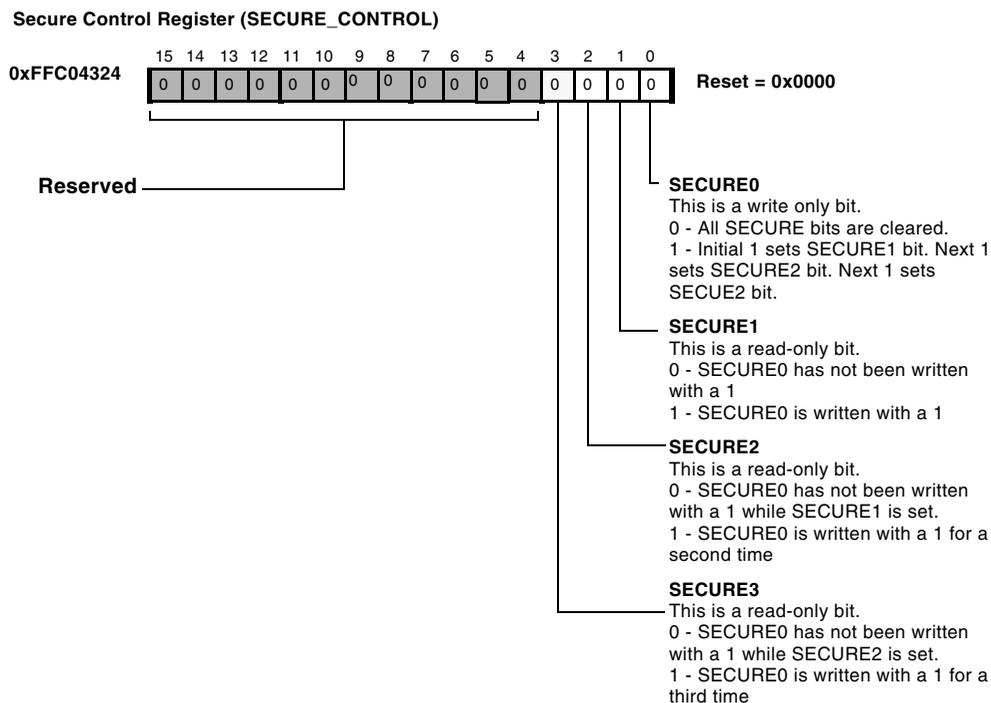 Secure Control Register (SECURE_CONTROL)
15 14 13 12 11 10 9 8 7 6 5 4 3 2 1 0
0xFFC04324
0 0 0 0 0 0 0 0 0 0 0 0 0 0 0 0
Reset = 0x0000
Reserved
SECURE0
This is a write only bit.
0 - All SECURE bits are cleared.
1 - Initial 1 sets SECURE1 bit. Next 1
sets SECURE2 bit. Next 1 sets
SECUE2 bit.
SECURE1
This is a read-only bit.
0 - SECURE0 has not been written
with a 1
1 - SECURE0 is written with a 1
SECURE2
This is a read-only bit.
0 - SECURE0 has not been written
with a 1 while SECURE1 is set.
1 - SECURE0 is written with a 1 for a
second time
SECURE3
This is a read-only bit.
0 - SECURE0 has not been written
with a 1 while SECURE2 is set.
1 - SECURE0 is written with a 1 for a
third time